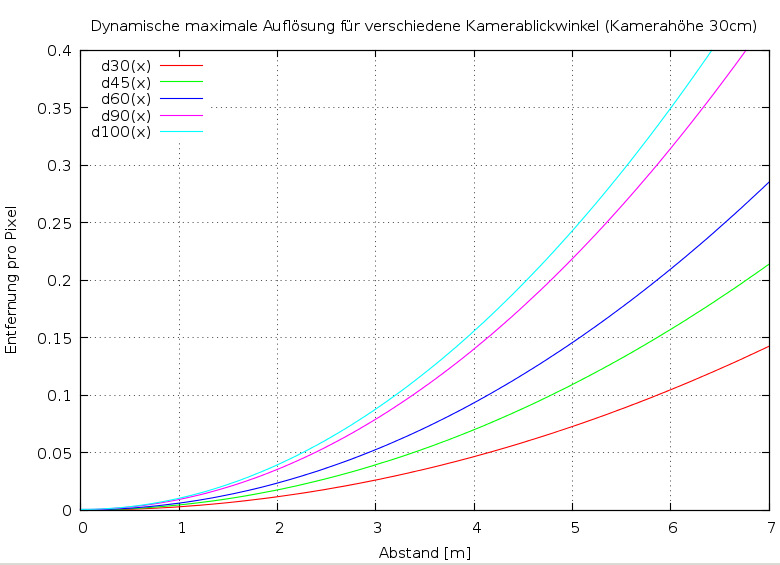 Dynamische maximale Auflösung für verschiedene Kamerablickwinkel (Kamerahöhe 30cm)
d30(x)
d45(x)
d60(x)
d90(x)
d100(x)
0.4
0.35
0.3
0.25
0.2
0.15
0.1
0.05
0
Entfernung pro Pixel
0 1 2 3 4 5 6 7
Abstand [m]